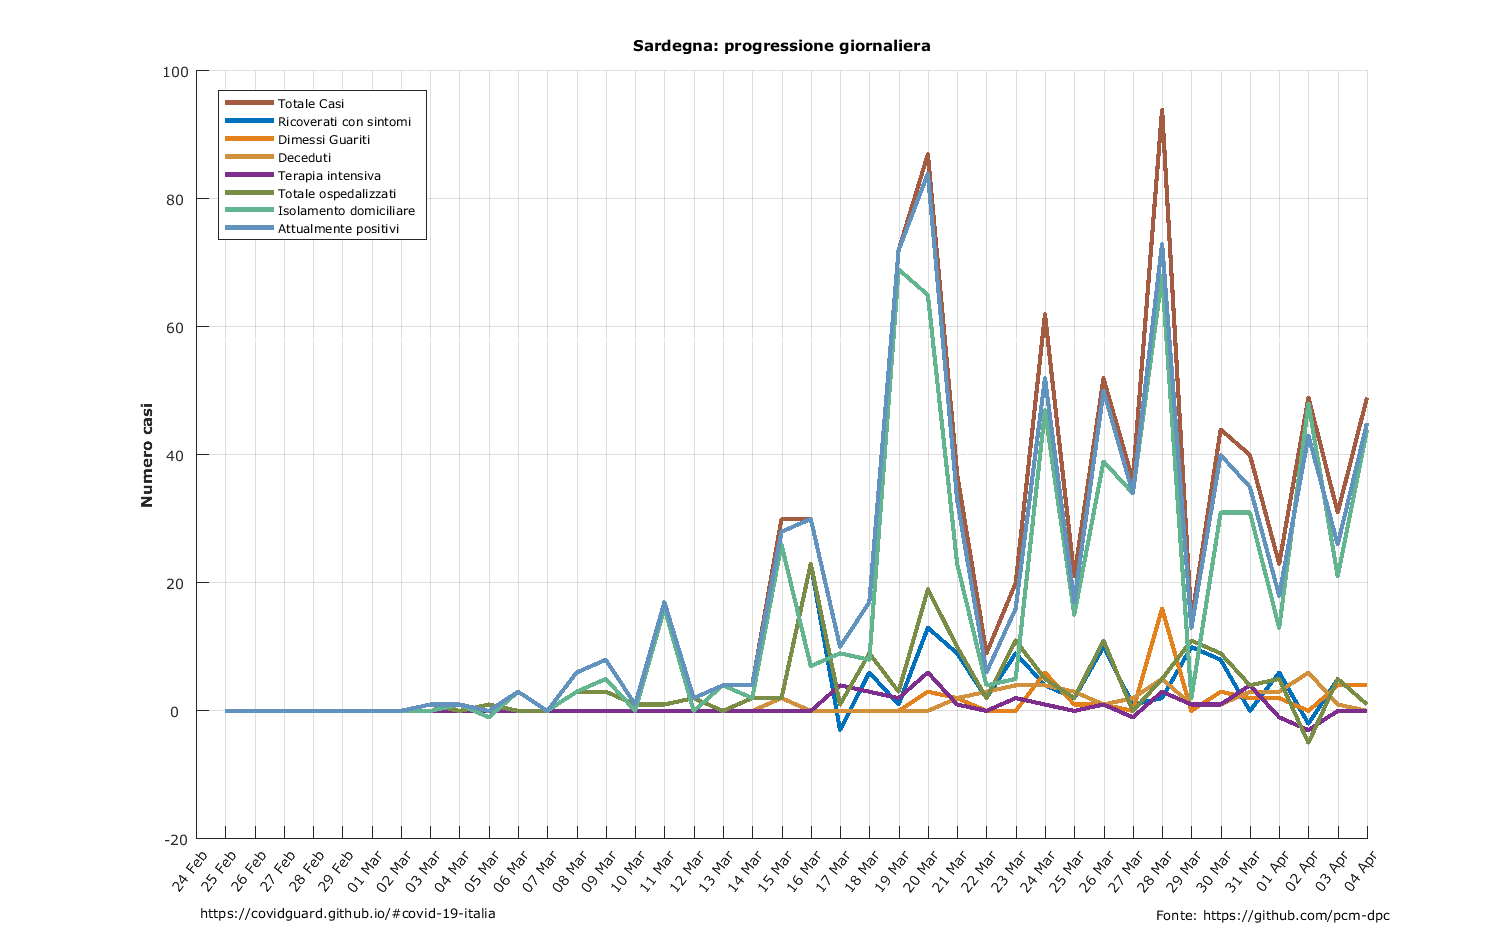 Sardegna: progressione giornaliera
100
80
60
40
20
0
-20
Numero casi
Totale Casi
Ricoverati con sintomi
Dimessi Guariti
Deceduti
Terapia intensiva
Totale ospedalizzati
Isolamento domiciliare
Attualmente positivi
24 Feb
25 Feb
26 Feb
27 Feb
28 Feb
29 Feb
01 Mar
02 Mar
03 Mar
04 Mar
05 Mar
06 Mar
07 Mar
08 Mar
09 Mar
10 Mar
11 Mar
12 Mar
13 Mar
14 Mar
15 Mar
16 Mar
17 Mar
18 Mar
19 Mar
20 Mar
21 Mar
22 Mar
23 Mar
24 Mar
25 Mar
26 Mar
27 Mar
28 Mar
29 Mar
30 Mar
31 Mar
01 Apr
02 Apr
03 Apr
04 Apr
https://covidguard.github.io/#covid-19-italia
Fonte: https://github.com/pcm-dpc